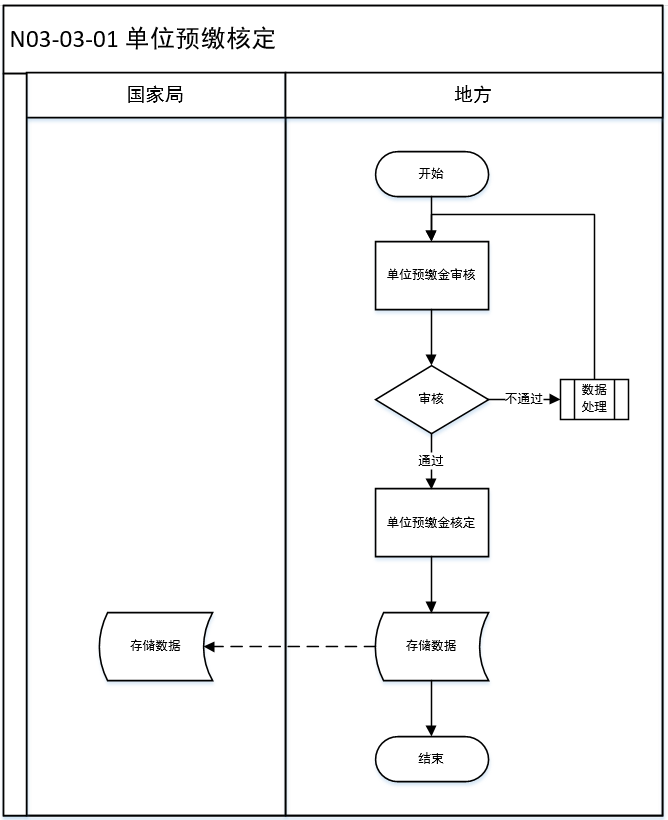 N03-03-01 单位预缴核定
国家局
地方
开始
单位预缴金审核
审核
不通过
数据
处理
通过
单位预缴金核定
存储数据
存储数据
结束